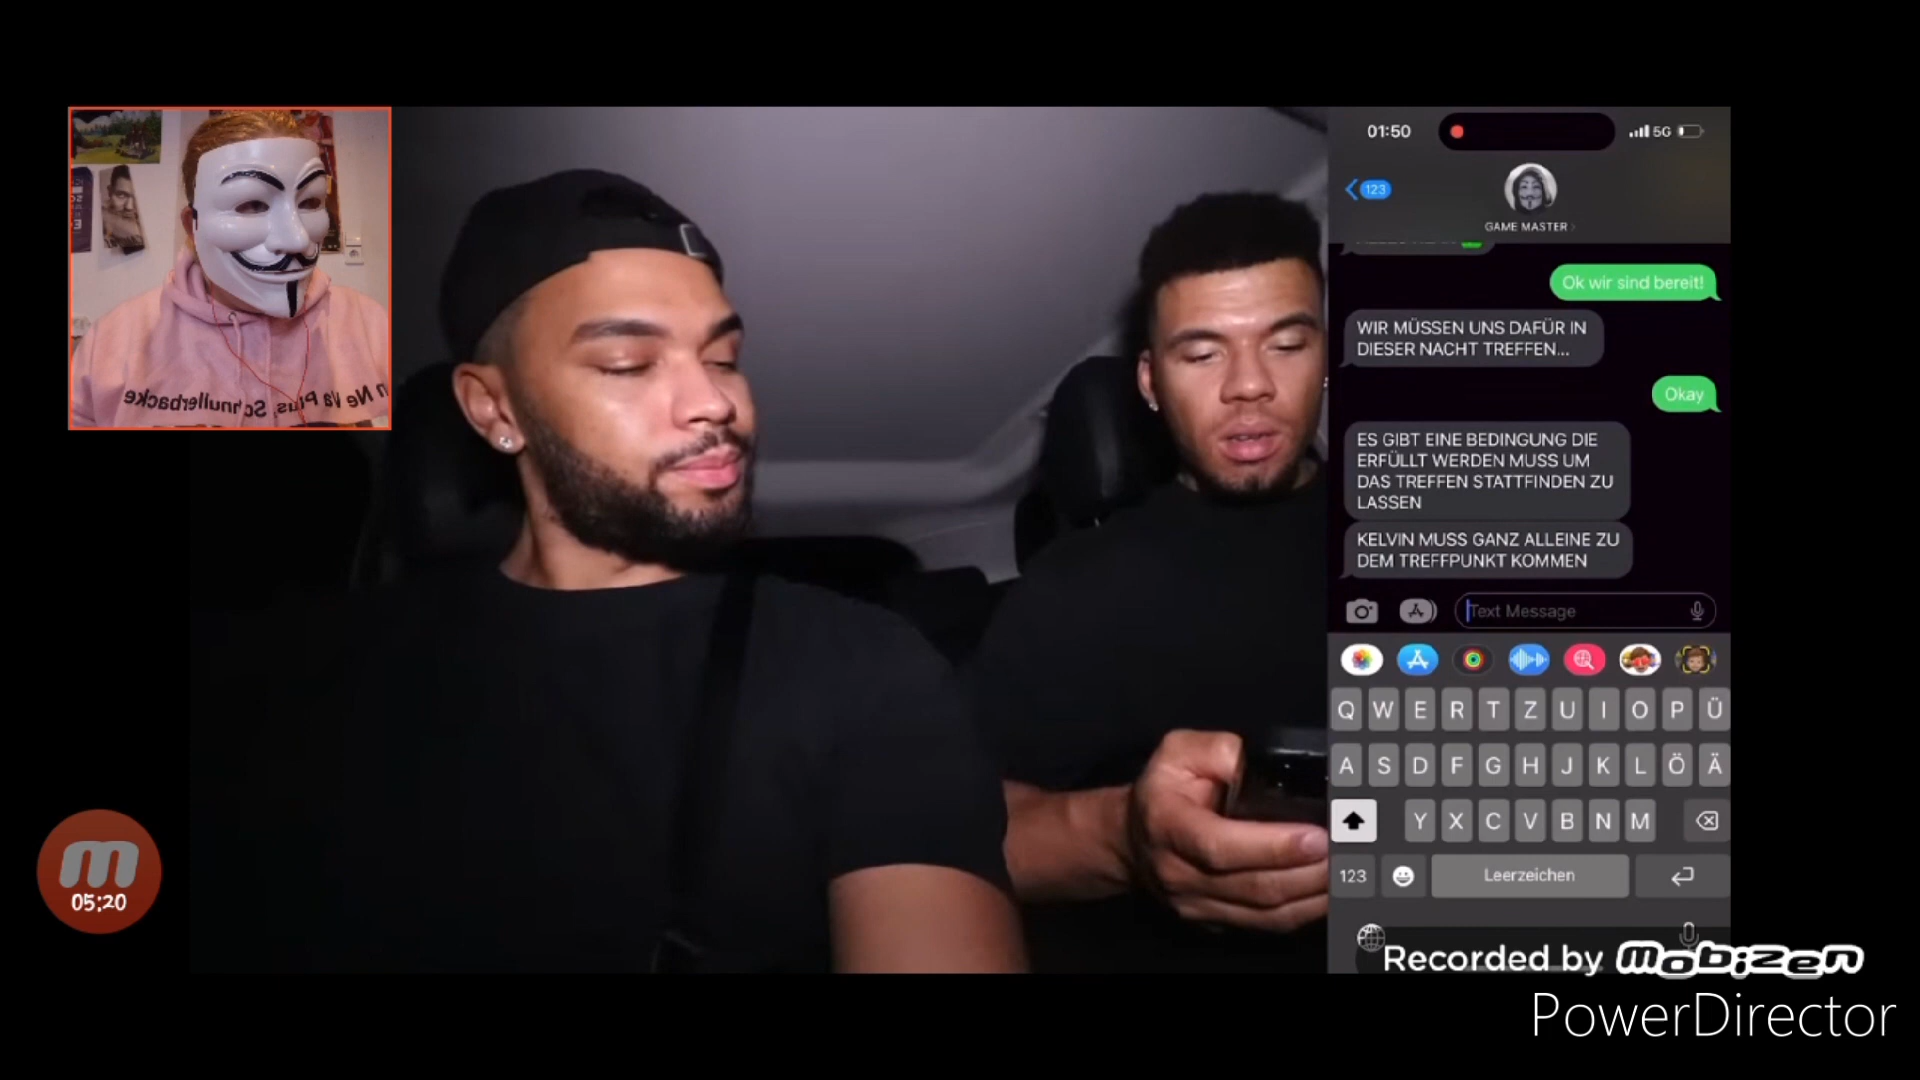 01:50
5G
123
GAME MASTER
Ok wir sind bereit!
WIR MÜSSEN UNS DAFÜR IN
DIESER NACHT TREFFEN...
Okay
ES GIBT EINE BEDINGUNG DIE
ERFÜLLT WERDEN MUSS UM
DAS TREFFEN STATTFINDEN ZU
LASSEN
KELVIN MUSS GANZ ALLEINE ZU
DEM TREFFPUNKT KOMMEN
Text Message
Q W E R T Z U I O P Ü
A S D F G H J K L Ö Ä
Y X C V B N M
123
Leerzeichen
Schnullerbacke
05:20
Recorded by mobizen
PowerDirector